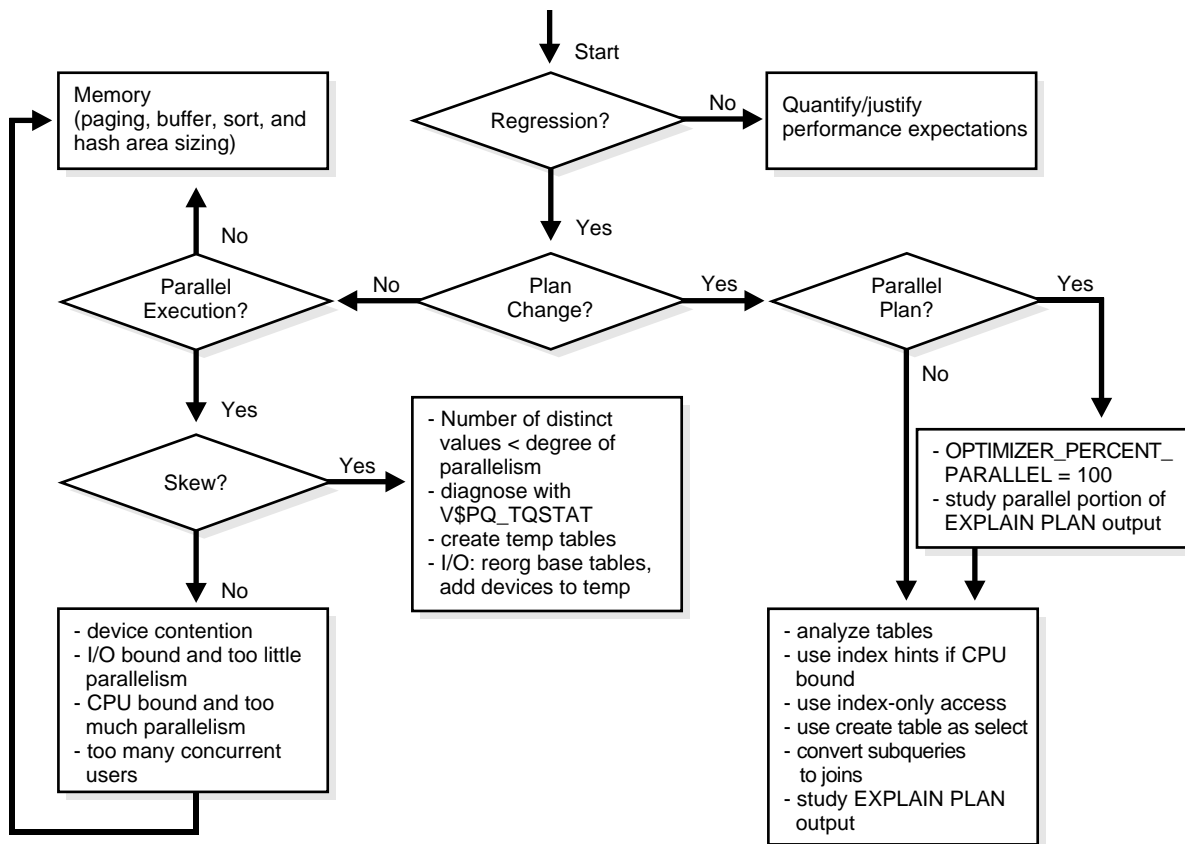 Start
Regression?
No
Quantify/justify
performance expectations
Memory
(paging, buffer, sort, and
hash area sizing)
Yes
No
Parallel
Execution?
No
Plan
Change?
Yes
Parallel
Plan?
Yes
No
Yes
Skew?
Yes
- Number of distinct
values < degree of
parallelism
- diagnose with
V$PQ_TQSTAT
- create temp tables
- I/O: reorg base tables,
add devices to temp
- OPTIMIZER_PERCENT_
PARALLEL = 100
- study parallel portion of
EXPLAIN PLAN output
No
- device contention
- I/O bound and too little
parallelism
- CPU bound and too
much parallelism
- too many concurrent
users
- analyze tables
- use index hints if CPU
bound
- use index-only access
- use create table as select
- convert subqueries
to joins
- study EXPLAIN PLAN
output